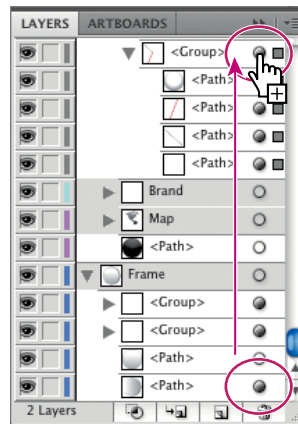 LAYERS ARTBOARDS
<Group>
<Path>
<Path>
<Path>
<Path>
Brand
Map
<Path>
Frame
<Group>
<Group>
<Path>
<Path>
2 Layers